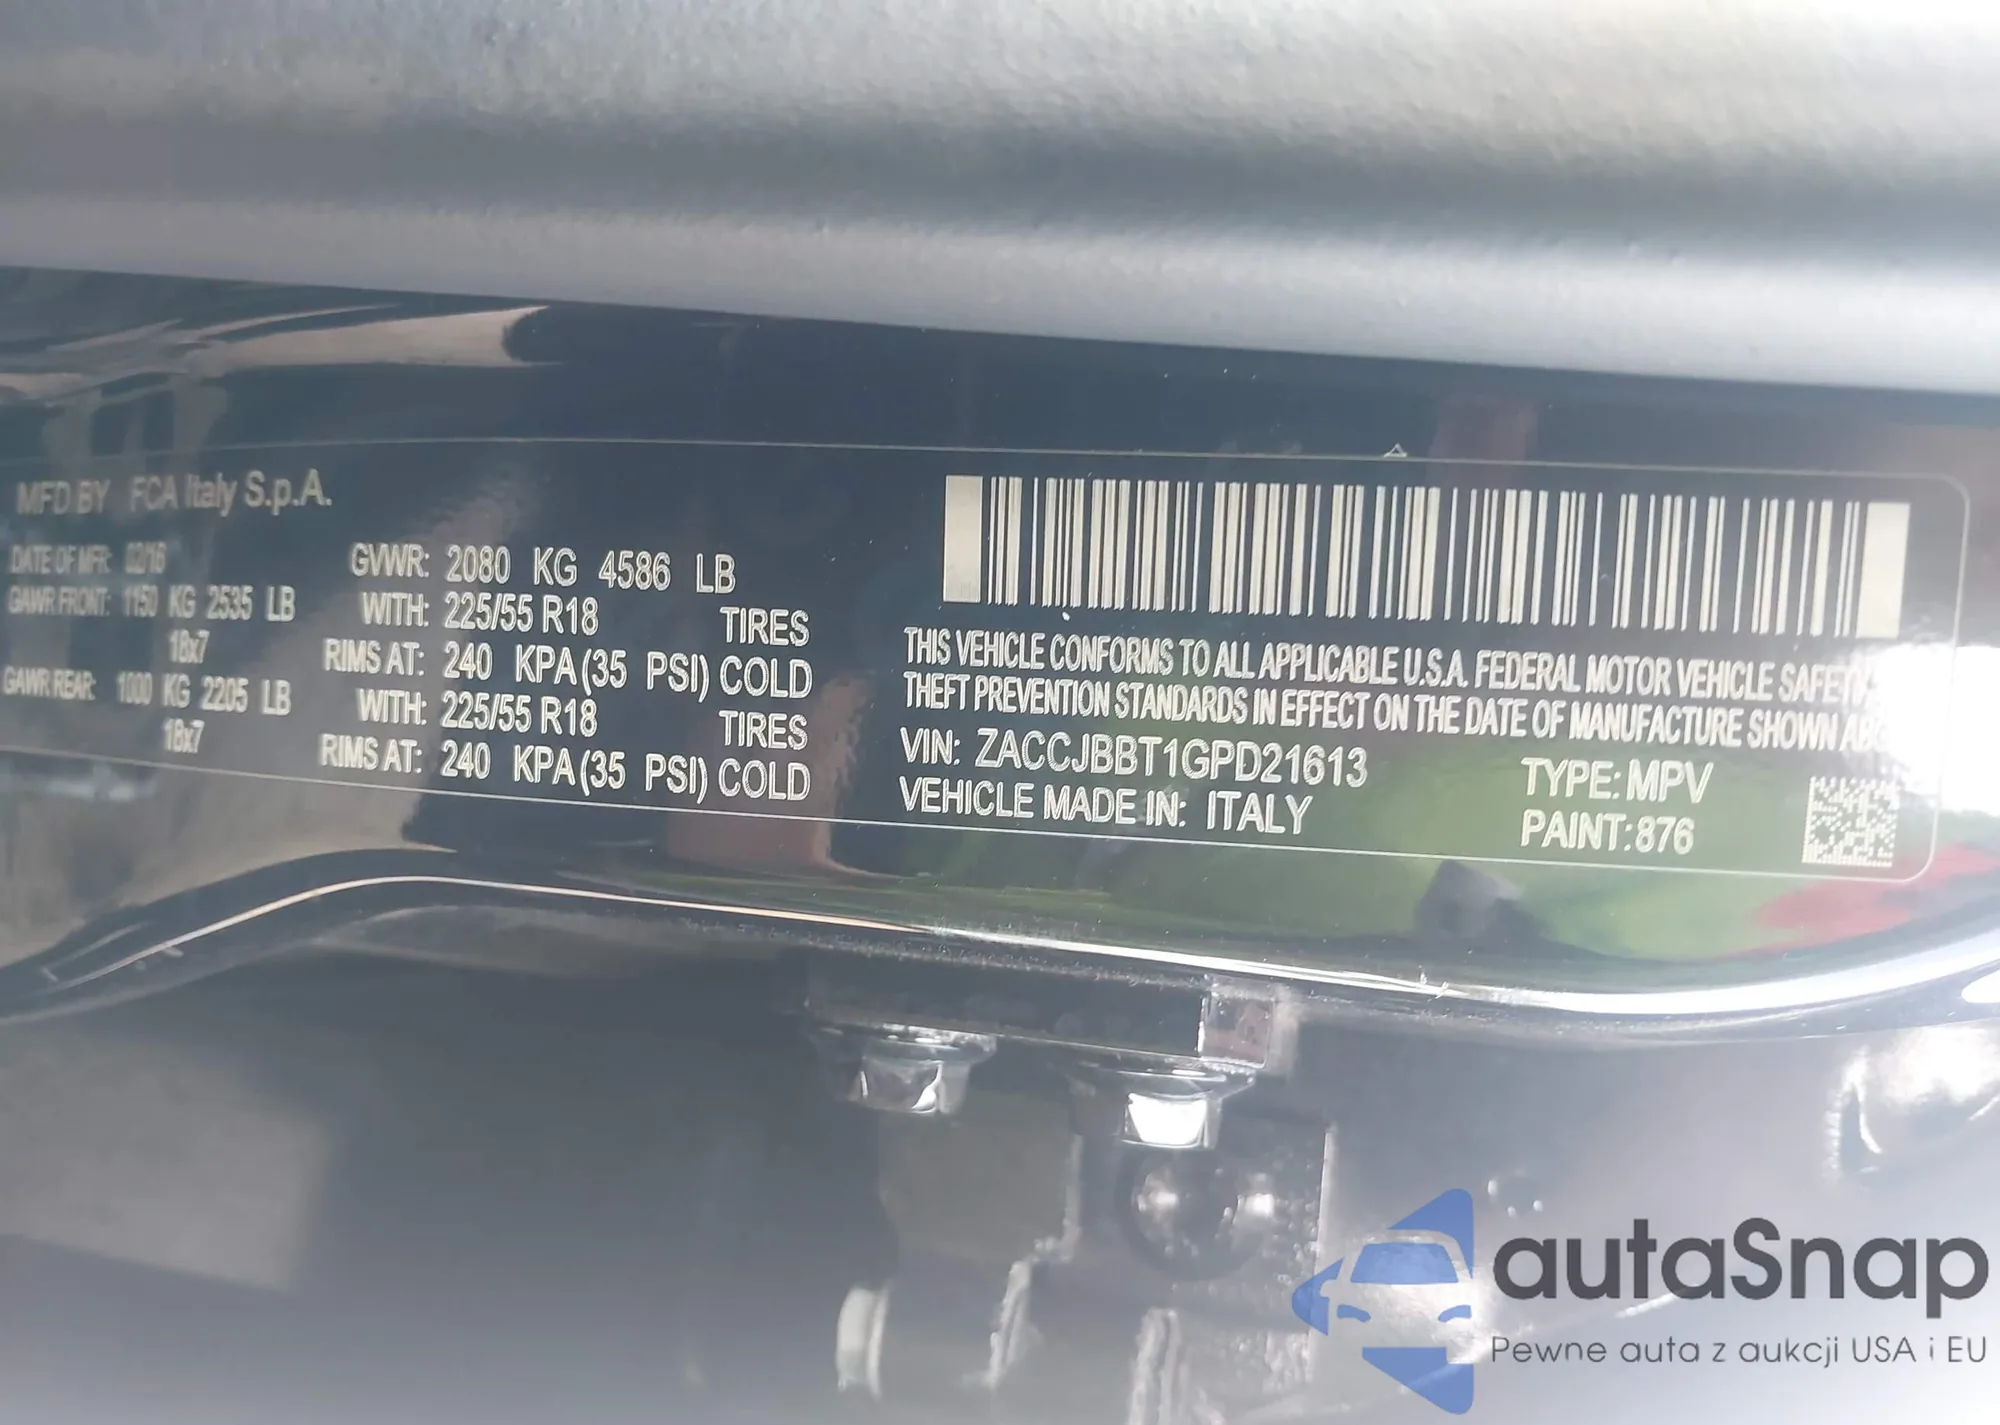 MFD BY FCA Italy S.p.A.
DATE OF MFR: 02/16
GVWR: 2080 KG 4586 LB
GAWR FRONT: 1150 KG 2535 LB WITH: 225/55 R18 TIRES
18x7 RIMS AT: 240 KPA (35 PSI) COLD
GAWR REAR: 1000 KG 2205 LB WITH: 225/55 R18 TIRES
18x7 RIMS AT: 240 KPA (35 PSI) COLD
THIS VEHICLE CONFORMS TO ALL APPLICABLE U.S.A. FEDERAL MOTOR VEHICLE
THEFT PREVENTION STANDARDS IN EFFECT ON THE DATE OF MANUFACTURE SHOWN
VIN: ZACCJBBT1GPD21613 TYPE: MPV
VEHICLE MADE IN: ITALY PAINT: 876
autaSnap
Pewne auta z aukcji USA i EU